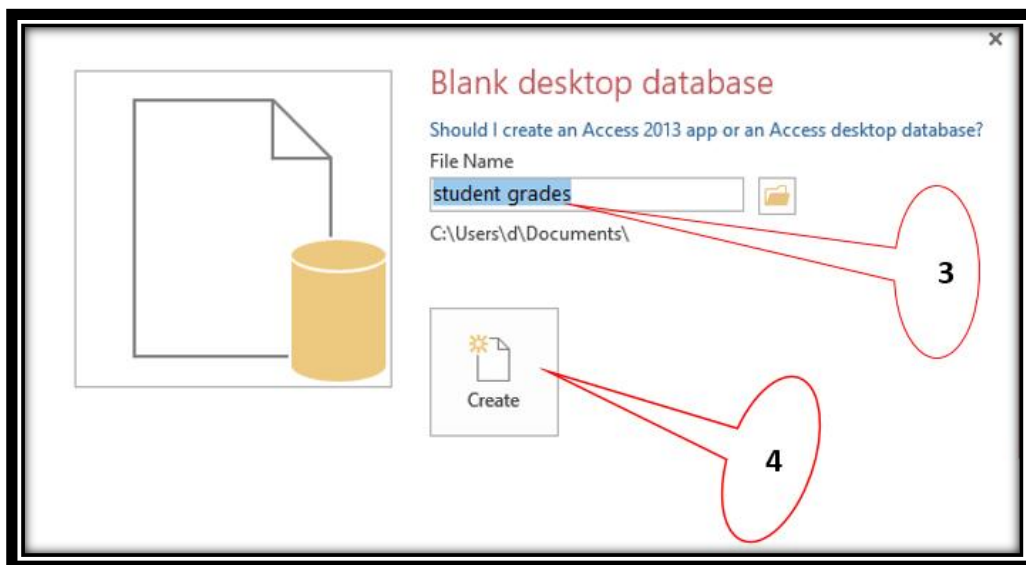 ×
Blank desktop database
Should I create an Access 2013 app or an Access desktop database?
File Name
student grades
C:\Users\d\Documents\
3
Create
4